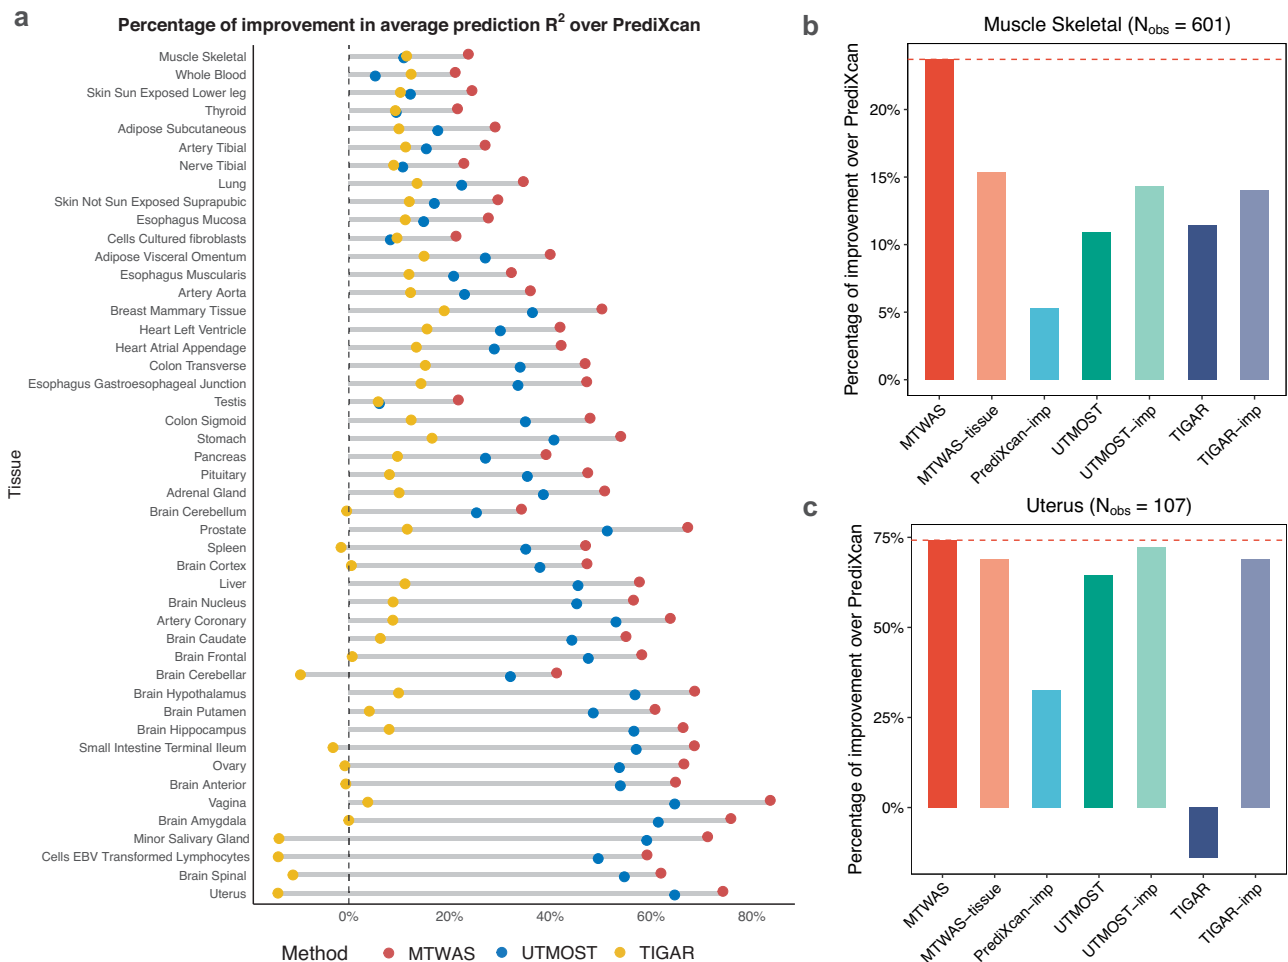 a
Percentage of improvement in average prediction R² over PrediXcan
Tissue
Muscle Skeletal
Whole Blood
Skin Sun Exposed Lower leg
Thyroid
Adipose Subcutaneous
Artery Tibial
Nerve Tibial
Lung
Skin Not Sun Exposed Suprapubic
Esophagus Mucosa
Cells Cultured fibroblasts
Adipose Visceral Omentum
Esophagus Muscularis
Artery Aorta
Breast Mammary Tissue
Heart Left Ventricle
Heart Atrial Appendage
Colon Transverse
Esophagus Gastroesophageal Junction
Testis
Colon Sigmoid
Stomach
Pancreas
Pituitary
Adrenal Gland
Brain Cerebellum
Prostate
Spleen
Brain Cortex
Liver
Brain Nucleus
Artery Coronary
Brain Caudate
Brain Frontal
Brain Cerebellar
Brain Hypothalamus
Brain Putamen
Brain Hippocampus
Small Intestine Terminal Ileum
Ovary
Brain Anterior
Vagina
Brain Amygdala
Minor Salivary Gland
Cells EBV Transformed Lymphocytes
Brain Spinal
Uterus
0% 20% 40% 60% 80%
Method MTWAS UTMOST TIGAR
b
Muscle Skeletal (Nobs = 601)
Percentage of improvement over PrediXcan
20%
15%
10%
5%
0%
MTWAS
MTWAS−tissue
PrediXcan−imp
UTMOST
UTMOST−imp
TIGAR
TIGAR−imp
c
Uterus (Nobs = 107)
Percentage of improvement over PrediXcan
75%
50%
25%
0%
MTWAS
MTWAS−tissue
PrediXcan−imp
UTMOST
UTMOST−imp
TIGAR
TIGAR−imp